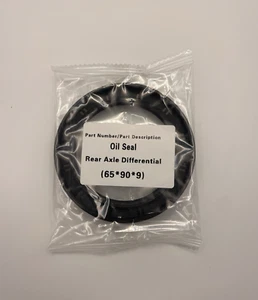 Part Number/Part Description
Oil Seal
Rear Axle Differential
(65*90*9)